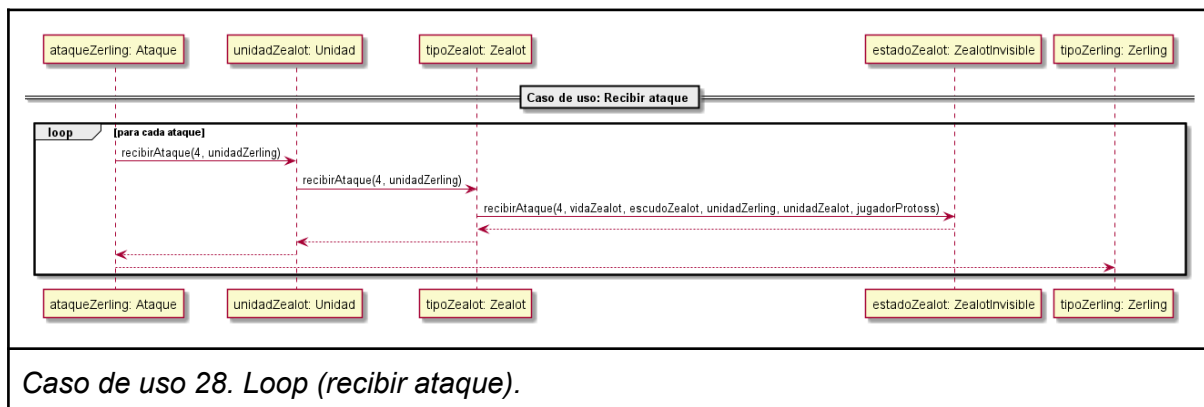 ataqueZerling: Ataque
unidadZealot: Unidad
tipoZealot: Zealot
estadoZealot: ZealotInvisible
tipoZerling: Zerling
Caso de uso: Recibir ataque
loop [para cada ataque]
recibirAtaque(4, unidadZerling)
recibirAtaque(4, unidadZerling)
recibirAtaque(4, vidaZealot, escudoZealot, unidadZerling, unidadZealot, jugadorProtoss)
ataqueZerling: Ataque
unidadZealot: Unidad
tipoZealot: Zealot
estadoZealot: ZealotInvisible
tipoZerling: Zerling
Caso de uso 28. Loop (recibir ataque).